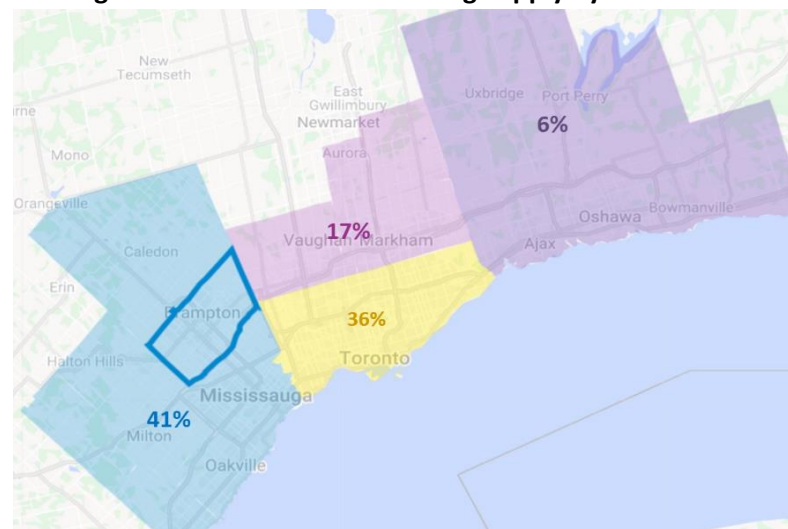 New
Tecumseth
East
Gwillimbury
Newmarket
Uxbridge
Port Perry
6%
Mono
Aurora
Orangeville
Oshawa
Bowmanville
17%
Vaughan
Markham
Ajax
Caledon
Erin
Brampton
36%
Halton Hills
Toronto
Mississauga
41%
Milton
Oakville